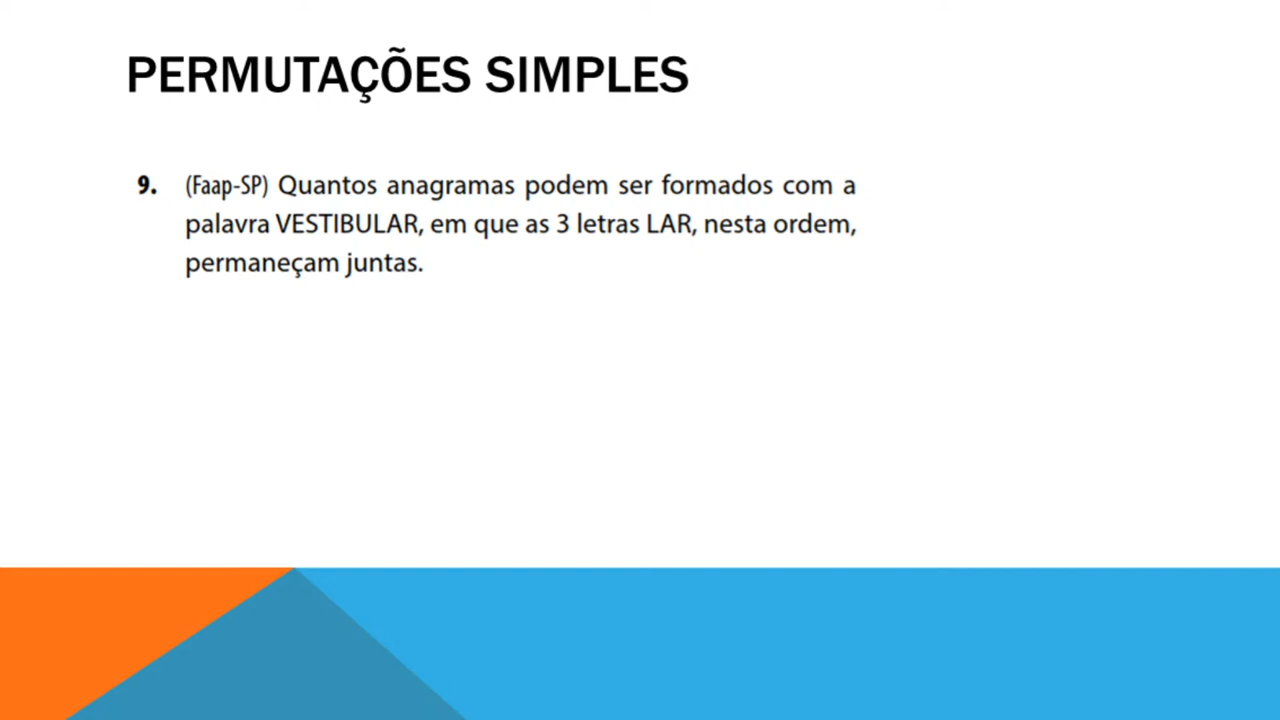 PERMUTAÇÕES SIMPLES
9. (Faap-SP) Quantos anagramas podem ser formados com a
palavra VESTIBULAR, em que as 3 letras LAR, nesta ordem,
permaneçam juntas.